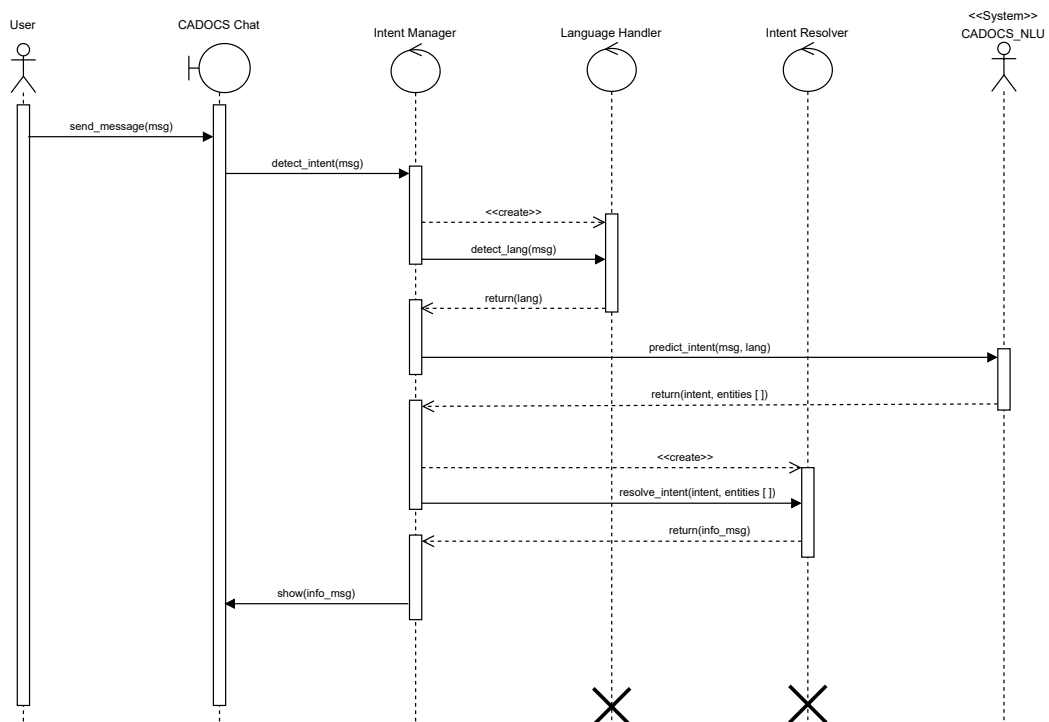 <<System>>
User
CADOCS Chat
Intent Manager
Language Handler
Intent Resolver
CADOCS_NLU
send_message(msg)
detect_intent(msg)
<<create>>
detect_lang(msg)
return(lang)
predict_intent(msg, lang)
return(intent, entities [ ])
<<create>>
resolve_intent(intent, entities [ ])
return(info_msg)
show(info_msg)